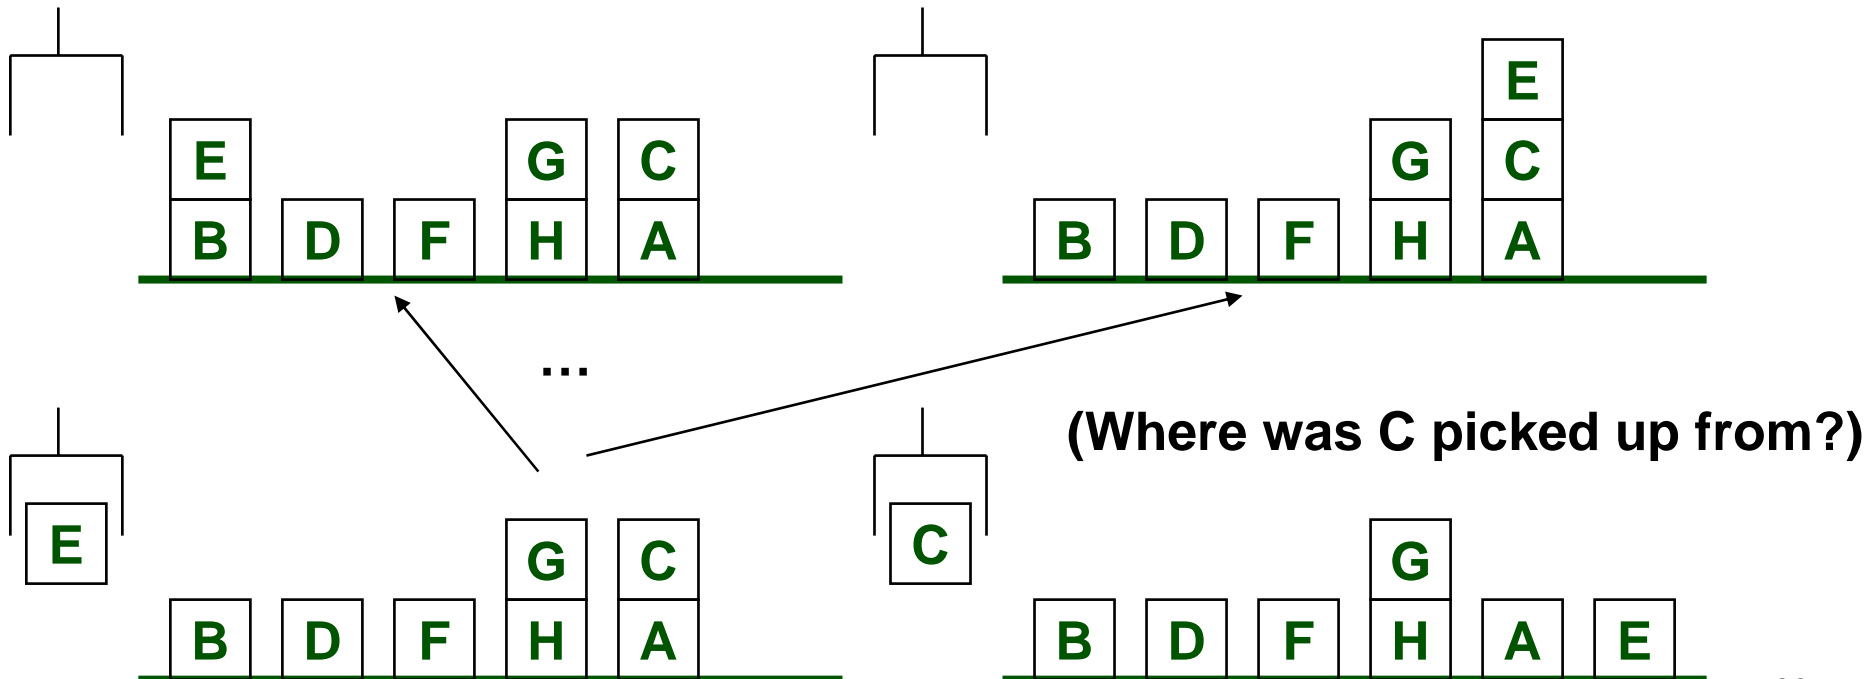 E
E G C G C
B D F H A B D F H A
...
(Where was C picked up from?)
E C
G C G
B D F H A B D F H A E